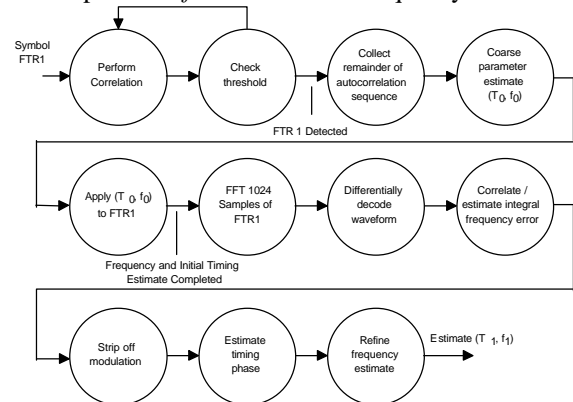 Symbol
FTR1
Perform
Correlation
Check
threshold
Collect
remainder of
autocorrelation
sequence
Coarse
parameter
estimate
(T0, f0)
FTR 1 Detected
Apply (T 0, f0)
to FTR1
FFT 1024
Samples of
FTR1
Differentially
decode
waveform
Correlate /
estimate integral
frequency error
Frequency and Initial Timing
Estimate Completed
Strip off
modulation
Estimate
timing
phase
Refine
frequency
estimate
Estimate (T 1, f1)